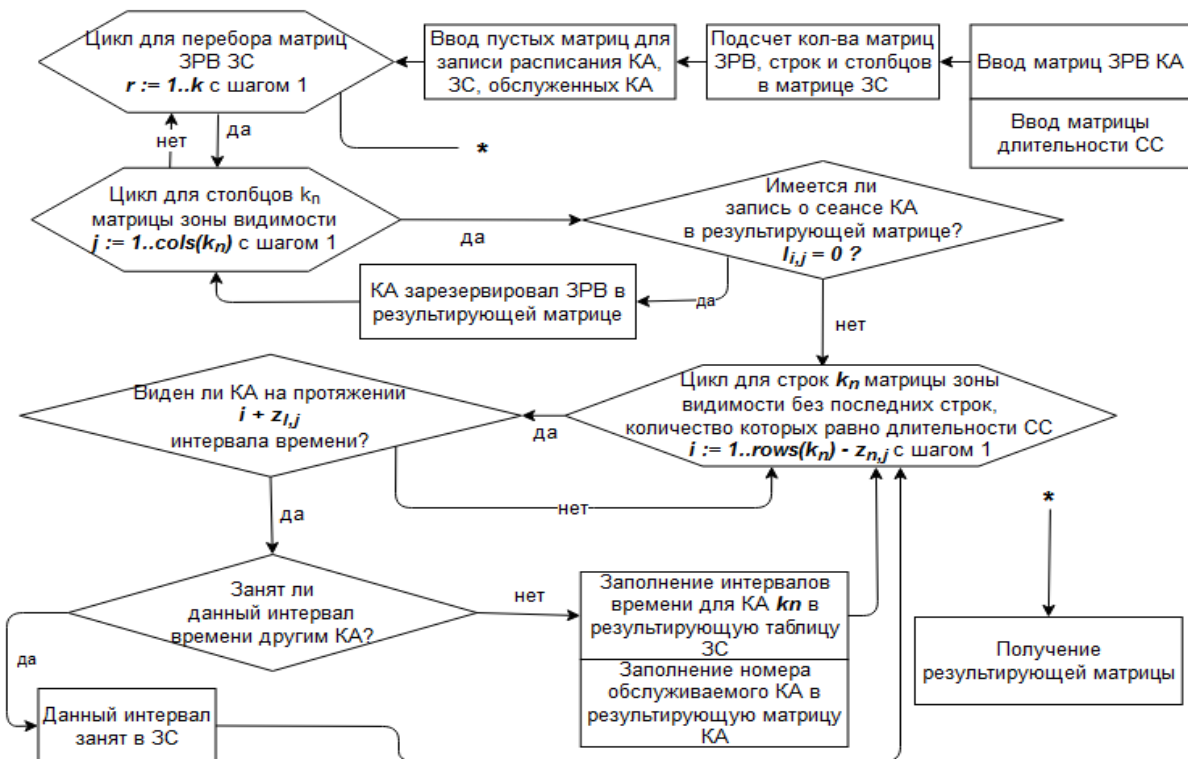 Цикл для перебора матриц
ЗРВ ЗС
r := 1..k с шагом 1
Ввод пустых матриц для
записи расписания КА,
ЗС, обслуженных КА
Подсчет кол-ва матриц
ЗРВ, строк и столбцов
в матрице ЗС
Ввод матриц ЗРВ КА
Ввод матрицы
длительности СС
нет
да
*
Цикл для столбцов kn
матрицы зоны видимости
j := 1..cols(kn) с шагом 1
да
Имеется ли
запись о сеансе КА
в результирующей матрице?
Ii,j = 0 ?
КА зарезервировал ЗРВ в
результирующей матрице
да
нет
Виден ли КА на протяжении
i + zI,j
интервала времени?
да
Цикл для строк kn матрицы зоны
видимости без последних строк,
количество которых равно длительности СС
i := 1..rows(kn) - zn,j с шагом 1
нет
да
*
Занят ли
данный интервал
времени другим КА?
нет
Заполнение интервалов
времени для КА kn в
результирующую таблицу
ЗС
Заполнение номера
обслуживаемого КА в
результирующую матрицу
КА
Получение
результирующей матрицы
да
Данный интервал
занят в ЗС